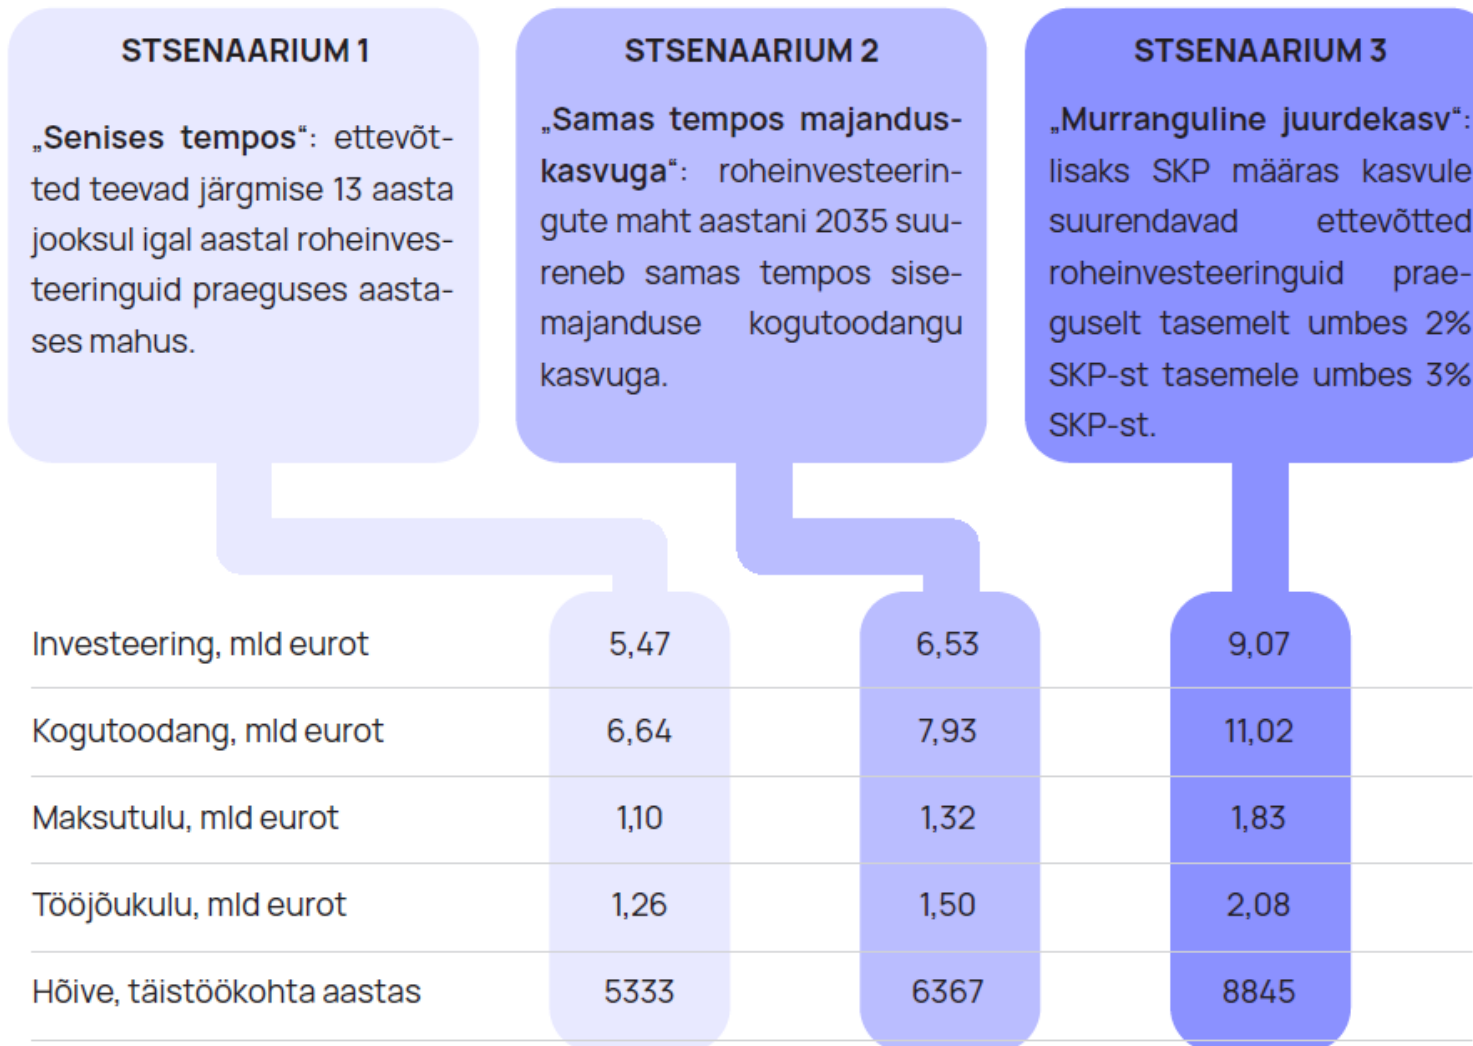 STSENAARIUM 1
„Senises tempos“: ettevõt-
ted teevad järgmise 13 aasta
jooksul igal aastal roheinves-
teeringuid praeguses aasta-
ses mahus.
STSENAARIUM 2
„Samas tempos majandus-
kasvuga“: roheinvesteerin-
gute maht aastani 2035 suu-
reneb samas tempos sise-
majanduse kogutoodangu
kasvuga.
STSENAARIUM 3
„Murranguline juurdekasv“:
lisaks SKP määras kasvule
suurendavad ettevõtted
roheinvesteeringuid prae-
guselt tasemelt umbes 2%
SKP-st tasemele umbes 3%
SKP-st.
Investeering, mld eurot 5,47 6,53 9,07
Kogutoodang, mld eurot 6,64 7,93 11,02
Maksutulu, mld eurot 1,10 1,32 1,83
Tööjõukulu, mld eurot 1,26 1,50 2,08
Hõive, täistöökohta aastas 5333 6367 8845